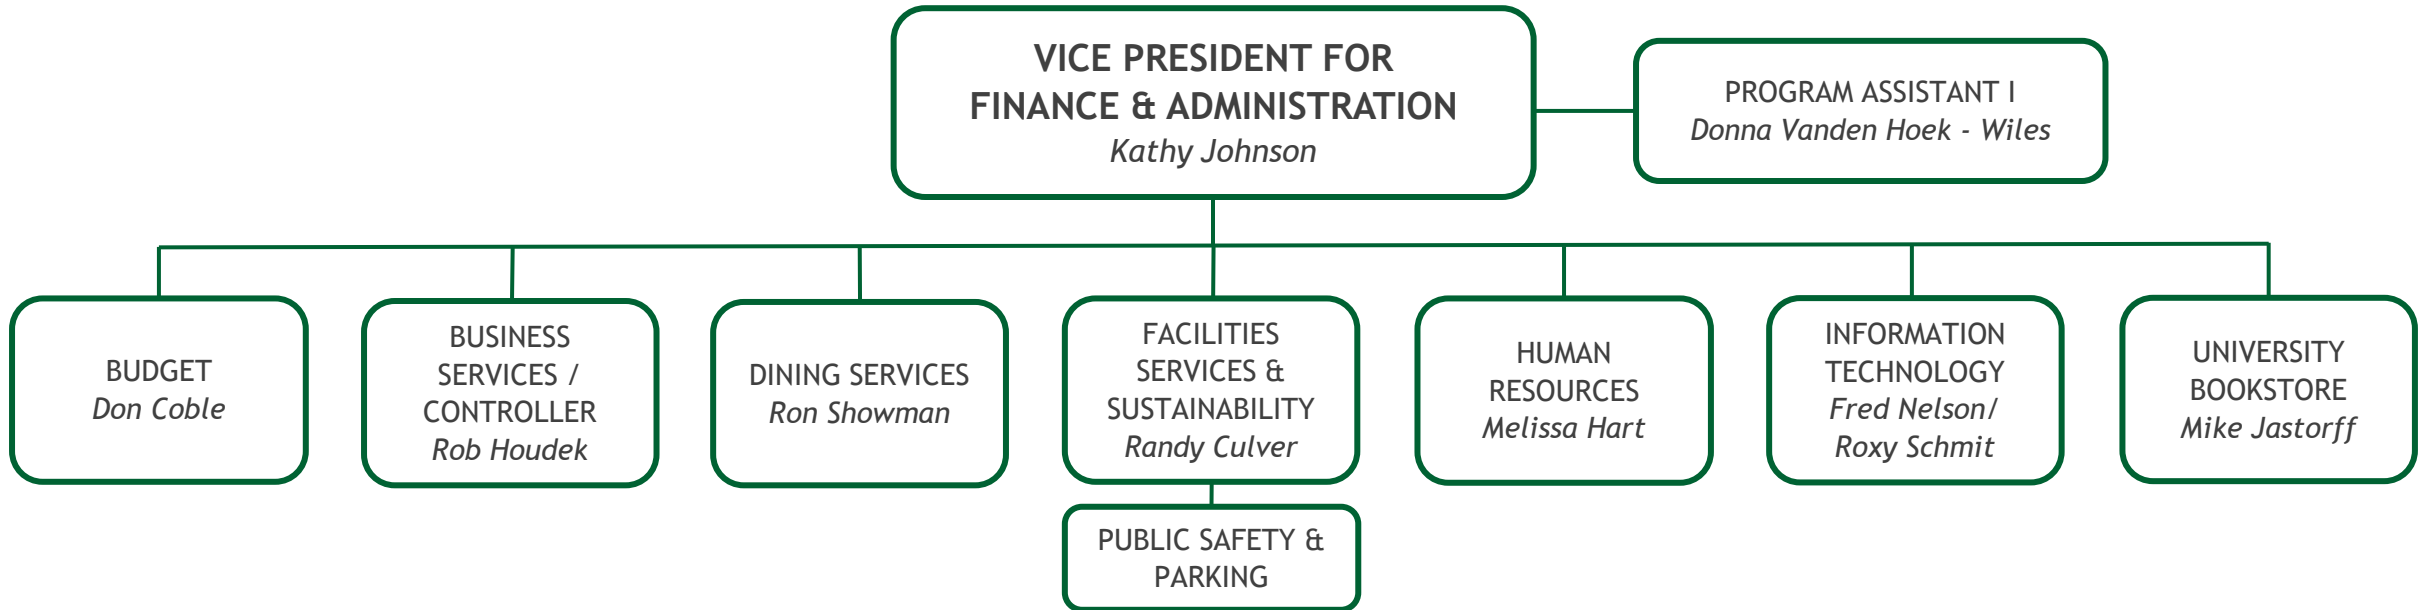 VICE PRESIDENT FOR
FINANCE & ADMINISTRATION
Kathy Johnson
PROGRAM ASSISTANT I
Donna Vanden Hoek - Wiles
BUDGET
Don Coble
BUSINESS
SERVICES /
CONTROLLER
Rob Houdek
DINING SERVICES
Ron Showman
FACILITIES
SERVICES &
SUSTAINABILITY
Randy Culver
HUMAN
RESOURCES
Melissa Hart
INFORMATION
TECHNOLOGY
Fred Nelson/
Roxy Schmit
UNIVERSITY
BOOKSTORE
Mike Jastorff
PUBLIC SAFETY &
PARKING